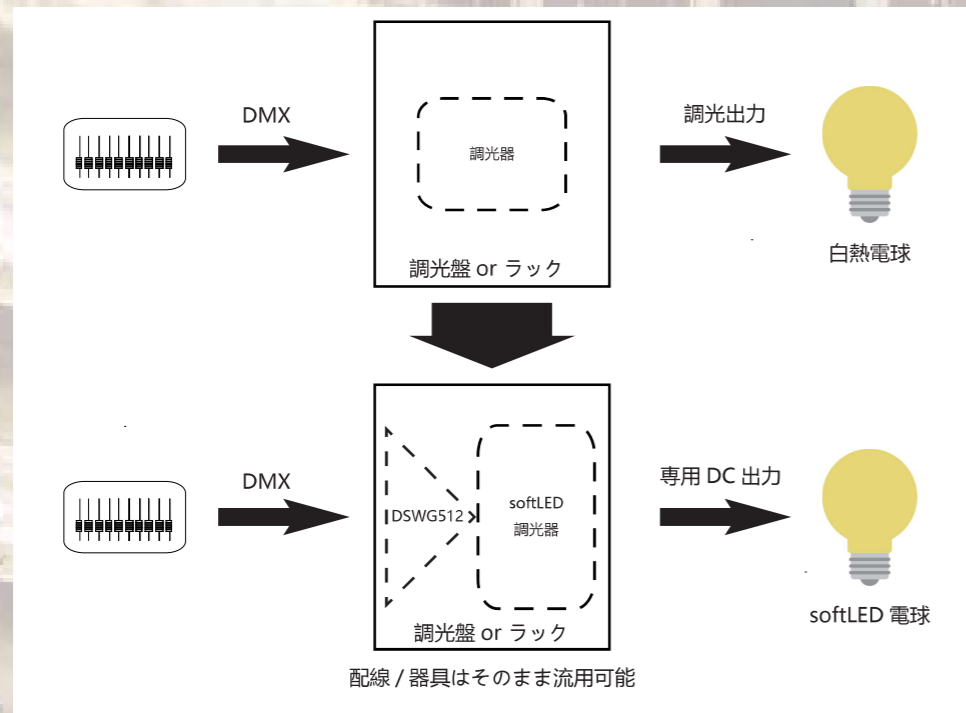 DMX
調光出力
調光器
調光盤 or ラック
白熱電球
DMX
専用 DC 出力
DSWG512
softLED
調光器
調光盤 or ラック
softLED 電球
配線 / 器具はそのまま流用可能